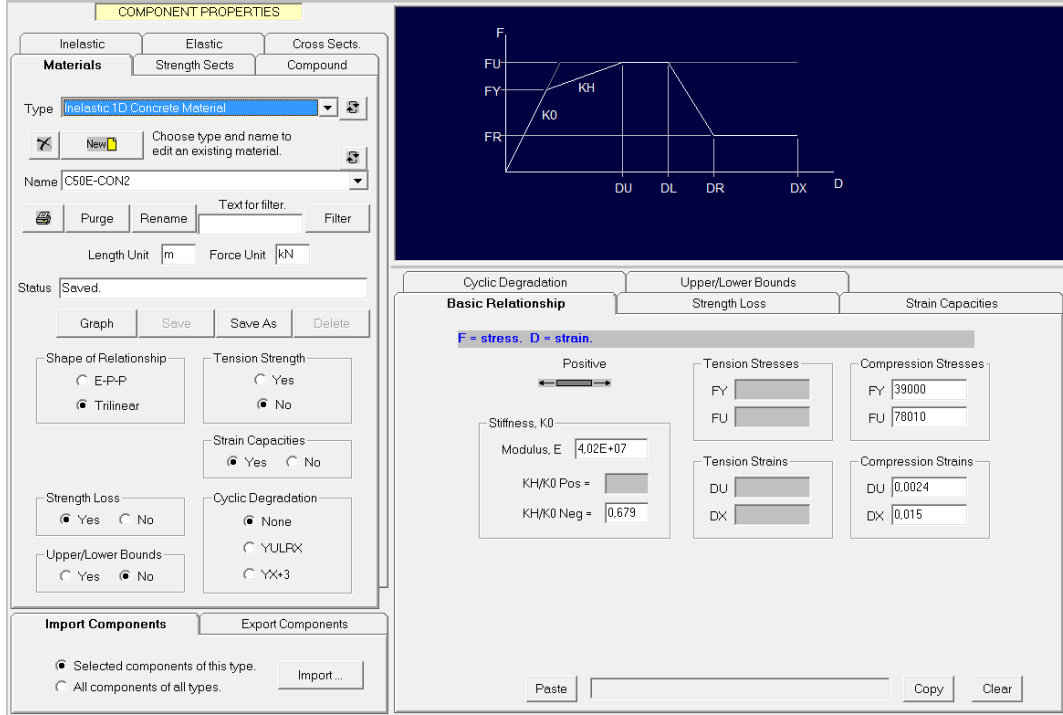 COMPONENT PROPERTIES
Inelastic Elastic Cross Sects.
Materials Strength Sects Compound
Type Inelastic 1D Concrete Material
New Choose type and name to
edit an existing material.
Name C50E-CON2
Text for filter.
Purge Rename Filter
Length Unit m Force Unit kN
Status Saved.
Graph Save Save As Delete
Shape of Relationship Tension Strength
E-P-P Yes
Trilinear No
Strain Capacities
Yes No
Strength Loss Cyclic Degradation
Yes No None
YULRX
Upper/Lower Bounds
Yes No YX+3
Import Components Export Components
Selected components of this type.
All components of all types.
Import ...
F
FU
FY KH
K0
FR
DU DL DR DX D
Cyclic Degradation Upper/Lower Bounds
Basic Relationship Strength Loss Strain Capacities
F = stress. D = strain.
Positive Tension Stresses Compression Stresses
FY FY 39000
FU FU 78010
Stiffness, K0
Modulus, E 4,02E+07
Tension Strains Compression Strains
KH/K0 Pos = DU DU 0,0024
KH/K0 Neg = 0,679 DX DX 0,015
Paste Copy Clear